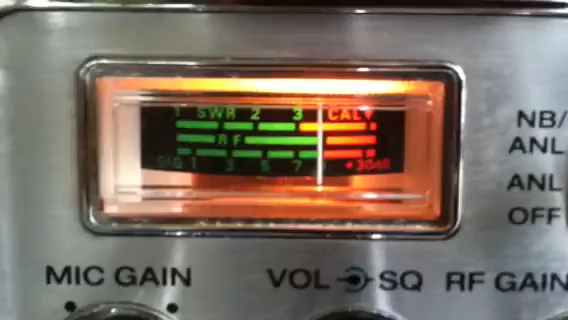 1 SWR 2 3 CAL▼
RF
SIG 1 3 5 7 +30dB
NB/
ANL
ANL
OFF
MIC GAIN VOL SQ RF GAIN